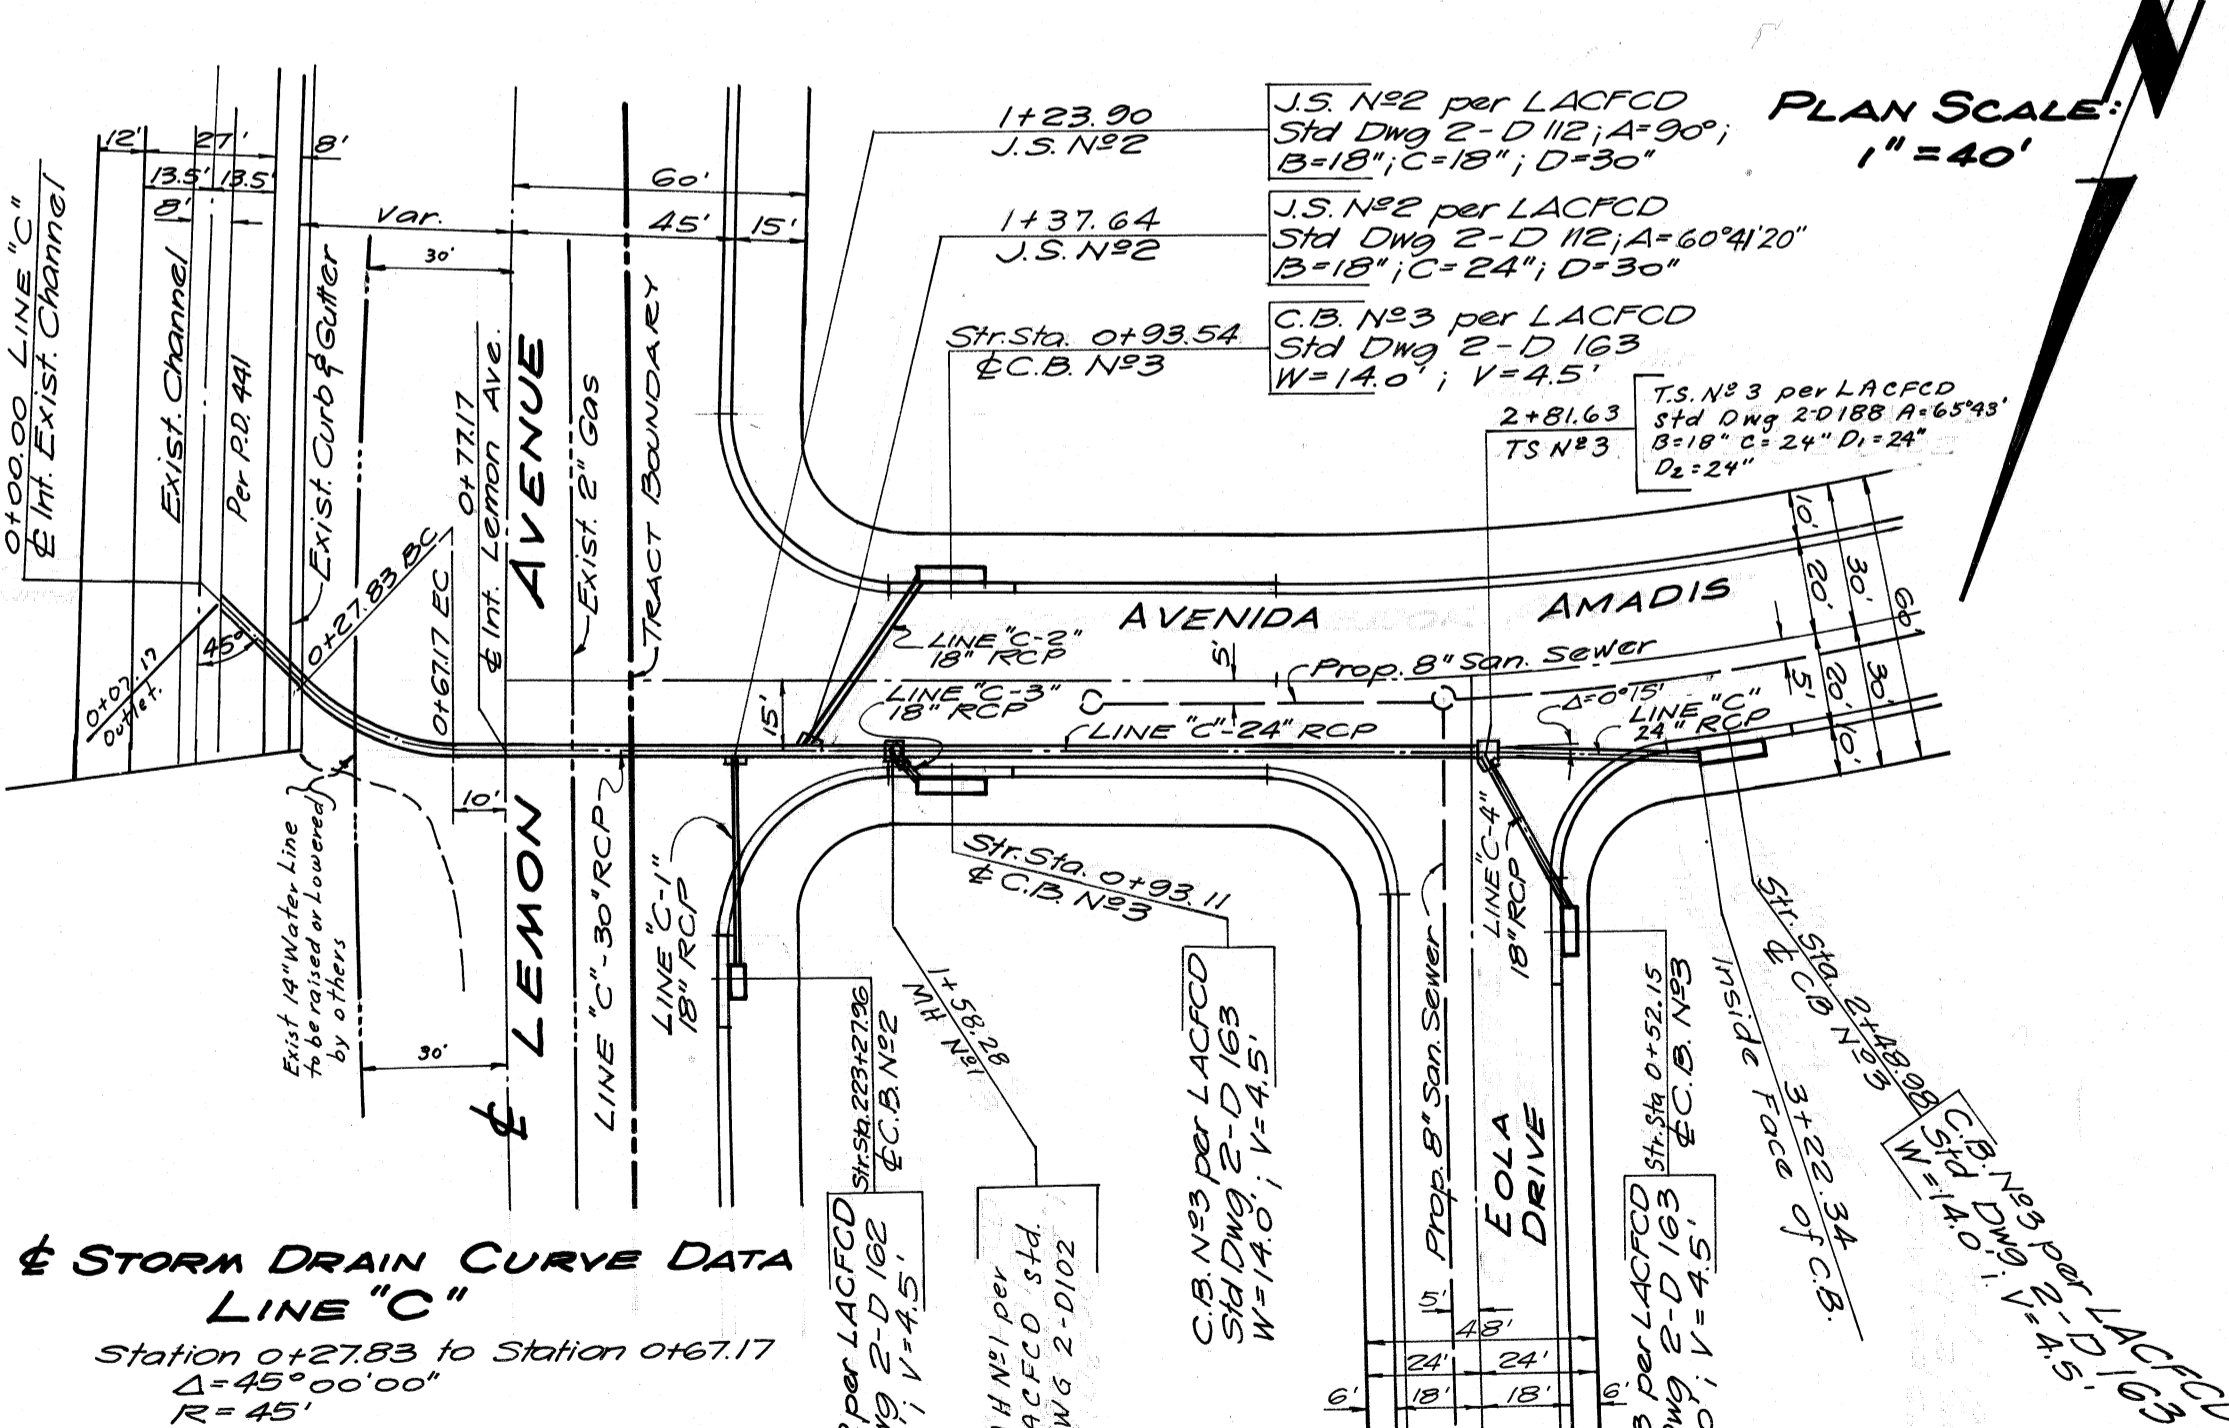 PLAN SCALE:
1"=40'
N
0+00.00 LINE "C"
₵ Int. Exist. Channel
12'
27'
8'
13.5'
13.5'
8'
Var.
30'
60'
45'
15'
Exist. Channel
Per P.D. 441
Exist. Curb & Gutter
0+77.17
₵ Int. Lemon Ave.
AVENUE
Exist. 2" Gas
TRACT BOUNDARY
1+23.90
J.S. Nº2
J.S. Nº2 per LACFCD
Std Dwg 2-D 112; A=90°;
B=18"; C=18"; D=30"
1+37.64
J.S. Nº2
J.S. Nº2 per LACFCD
Std Dwg 2-D 112; A=60°41'20"
B=18"; C=24"; D=30"
Str. Sta. 0+93.54
₵ C.B. Nº3
C.B. Nº3 per LACFCD
Std Dwg 2-D 163
W=14.0'; V=4.5'
2+81.63
TS Nº3
T.S. Nº3 per LACFCD
Std Dwg 2-D188 A=65°43'
B=18" C=24" D1=24"
D2=24"
0+07.17
Outlet.
45°
0+27.83 BC
0+67.17 EC
10'
LINE "C-2"
18" RCP
LINE "C-3"
18" RCP
15'
AVENIDA
AMADIS
5'
Prop. 8" San. Sewer
LINE "C"-24" RCP
Δ=0°15'
LINE "C"
24" RCP
10'
20'
30'
60'
5'
20'
30'
10'
Exist 14" Water Line
to be raised or Lowered
by others
30'
₵ LEMON
LINE "C"-30" RCP
LINE "C-1"
18" RCP
Str. Sta. 223+27.96
₵ C.B. Nº2
per LACFCD
2-D 162
; V=4.5'
1+58.28
MH Nº1
H Nº1 per
ACFCD Std.
WG 2-D102
Str. Sta. 0+93.11
₵ C.B. Nº3
C.B. Nº3 per LACFCD
Std Dwg. 2-D 163
W=14.0'; V=4.5'
Prop. 8" San. Sewer
LINE "C-4"
18" RCP
EOLA
DRIVE
Str. Sta 0+52.15
₵ C.B. Nº3
3 per LACFCD
Dwg 2-D 163
0'; V=4.5'
3+22.34
Inside Face of C.B.
Str. Sta. 2+48.98
₵ CB Nº3
C.B. Nº3 per LACFCD
Std Dwg. 2-D 163
W=14.0'; V=4.5'
5'
48'
24'
24'
6'
18'
18'
6'
₵ STORM DRAIN CURVE DATA
LINE "C"
Station 0+27.83 to Station 0+67.17
Δ=45°00'00"
R=45'